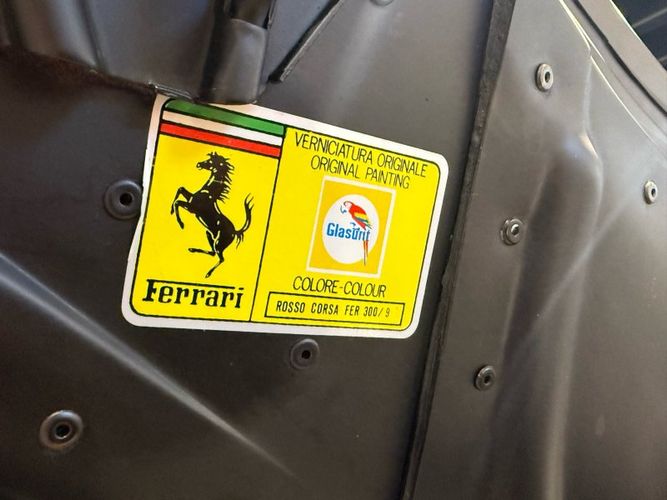 VERNICIATURA ORIGINALE
ORIGINAL PAINTING
Glasurit
COLORE-COLOUR
ROSSO CORSA FER 300/9
Ferrari